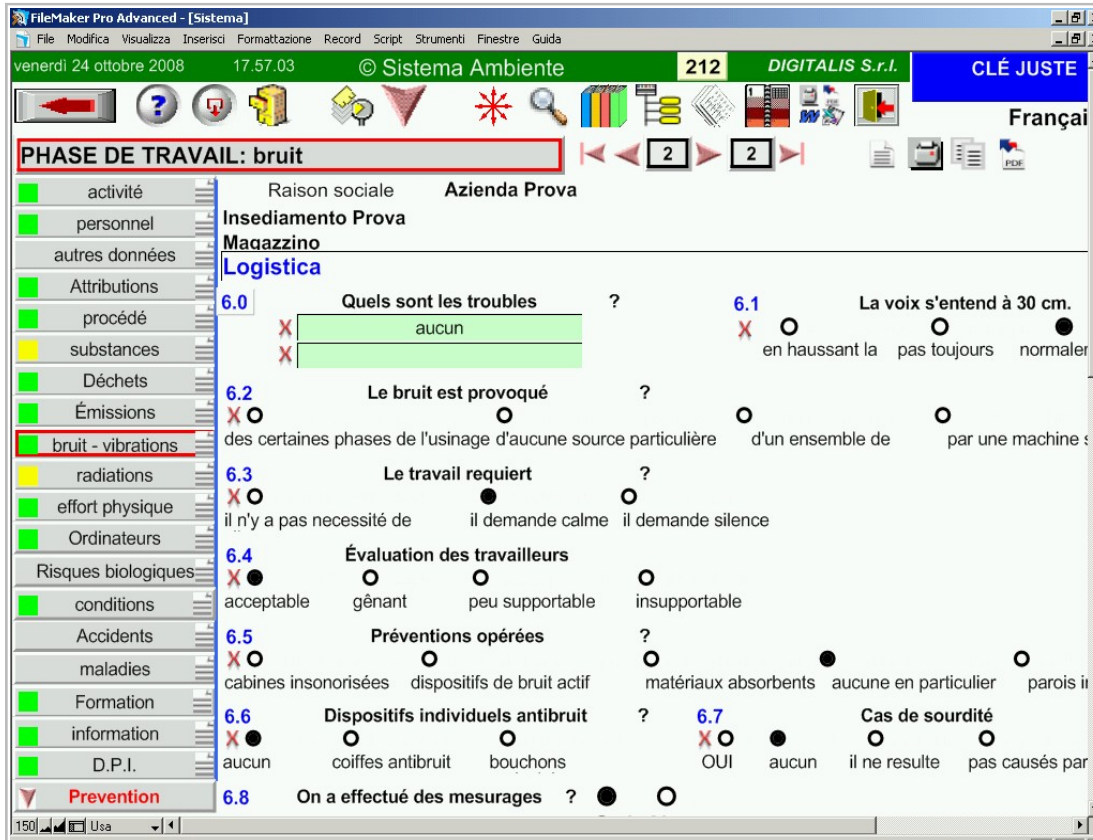 FileMaker Pro Advanced - [Sistema]
File Modifica Visualizza Inserisci Formattazione Record Script Strumenti Finestre Guida
venerdì 24 ottobre 2008 17.57.03 © Sistema Ambiente 212 DIGITALIS S.r.l. CLÉ JUSTE
Françai
PHASE DE TRAVAIL: bruit 2 2 PDF
activité
personnel
autres données
Attributions
procédé
substances
Déchets
Émissions
bruit - vibrations
radiations
effort physique
Ordinateurs
Risques biologiques
conditions
Accidents
maladies
Formation
information
D.P.I.
Prevention
Raison sociale Azienda Prova
Insediamento Prova
Magazzino
Logistica
6.0 Quels sont les troubles ?
X aucun
X
6.1 La voix s'entend à 30 cm.
X
en haussant la pas toujours normaler
6.2 Le bruit est provoqué ?
X
des certaines phases de l'usinage d'aucune source particulière d'un ensemble de par une machine s
6.3 Le travail requiert ?
X
il n'y a pas necessité de il demande calme il demande silence
6.4 Évaluation des travailleurs
X
acceptable gênant peu supportable insupportable
6.5 Préventions opérées ?
X
cabines insonorisées dispositifs de bruit actif matériaux absorbents aucune en particulier parois in
6.6 Dispositifs individuels antibruit ?
X
aucun coiffes antibruit bouchons
6.7 Cas de sourdité
X
OUI aucun il ne resulte pas causés par
6.8 On a effectué des mesurages ?
150 Usa